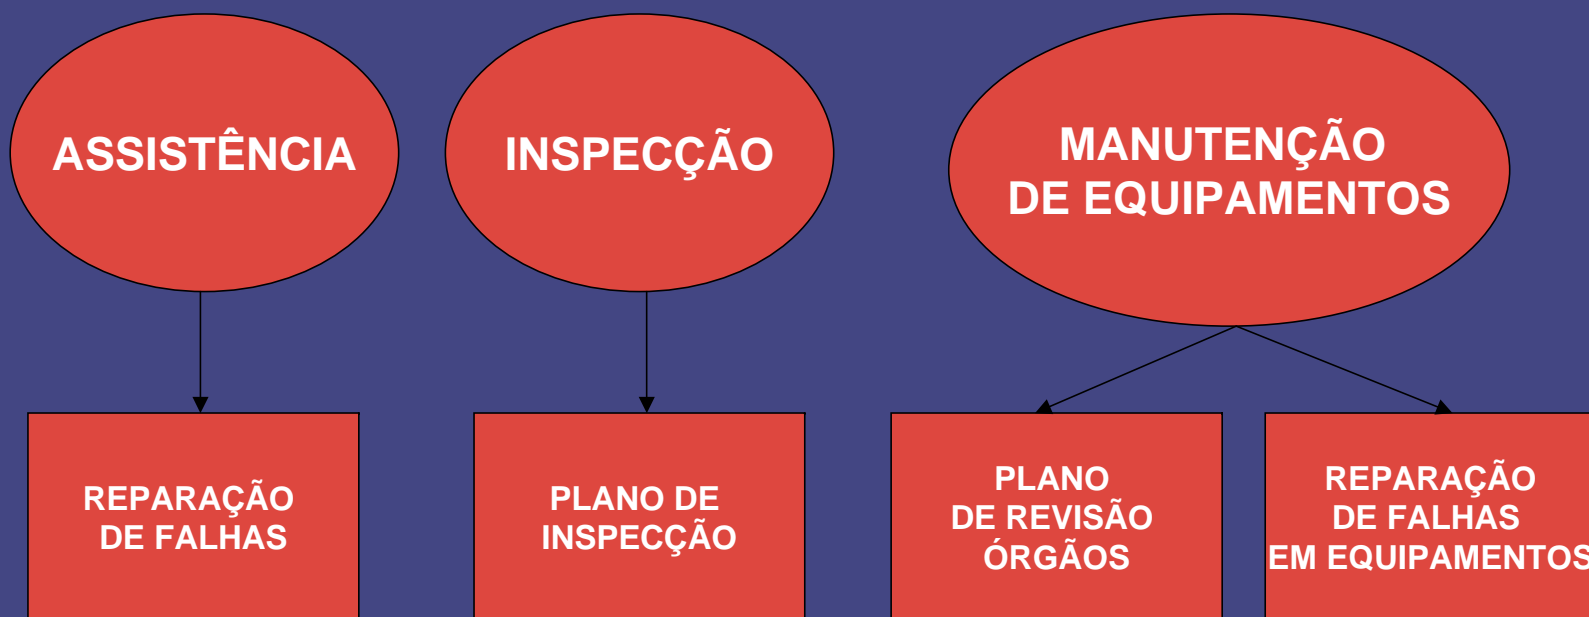 ASSISTÊNCIA
INSPECÇÃO
MANUTENÇÃO
DE EQUIPAMENTOS
REPARAÇÃO
DE FALHAS
PLANO DE
INSPECÇÃO
PLANO
DE REVISÃO
ÓRGÃOS
REPARAÇÃO
DE FALHAS
EM EQUIPAMENTOS